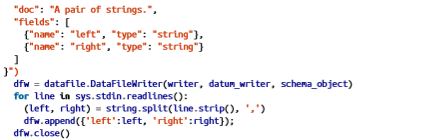 "doc": "A pair of strings.",
"fields": [
{"name": "left", "type": "string"},
{"name": "right", "type": "string"}
]
}")
dfw = datafile.DataFileWriter(writer, datum_writer, schema_object)
for line in sys.stdin.readlines():
(left, right) = string.split(line.strip(), ',')
dfw.append({'left':left, 'right':right});
dfw.close()